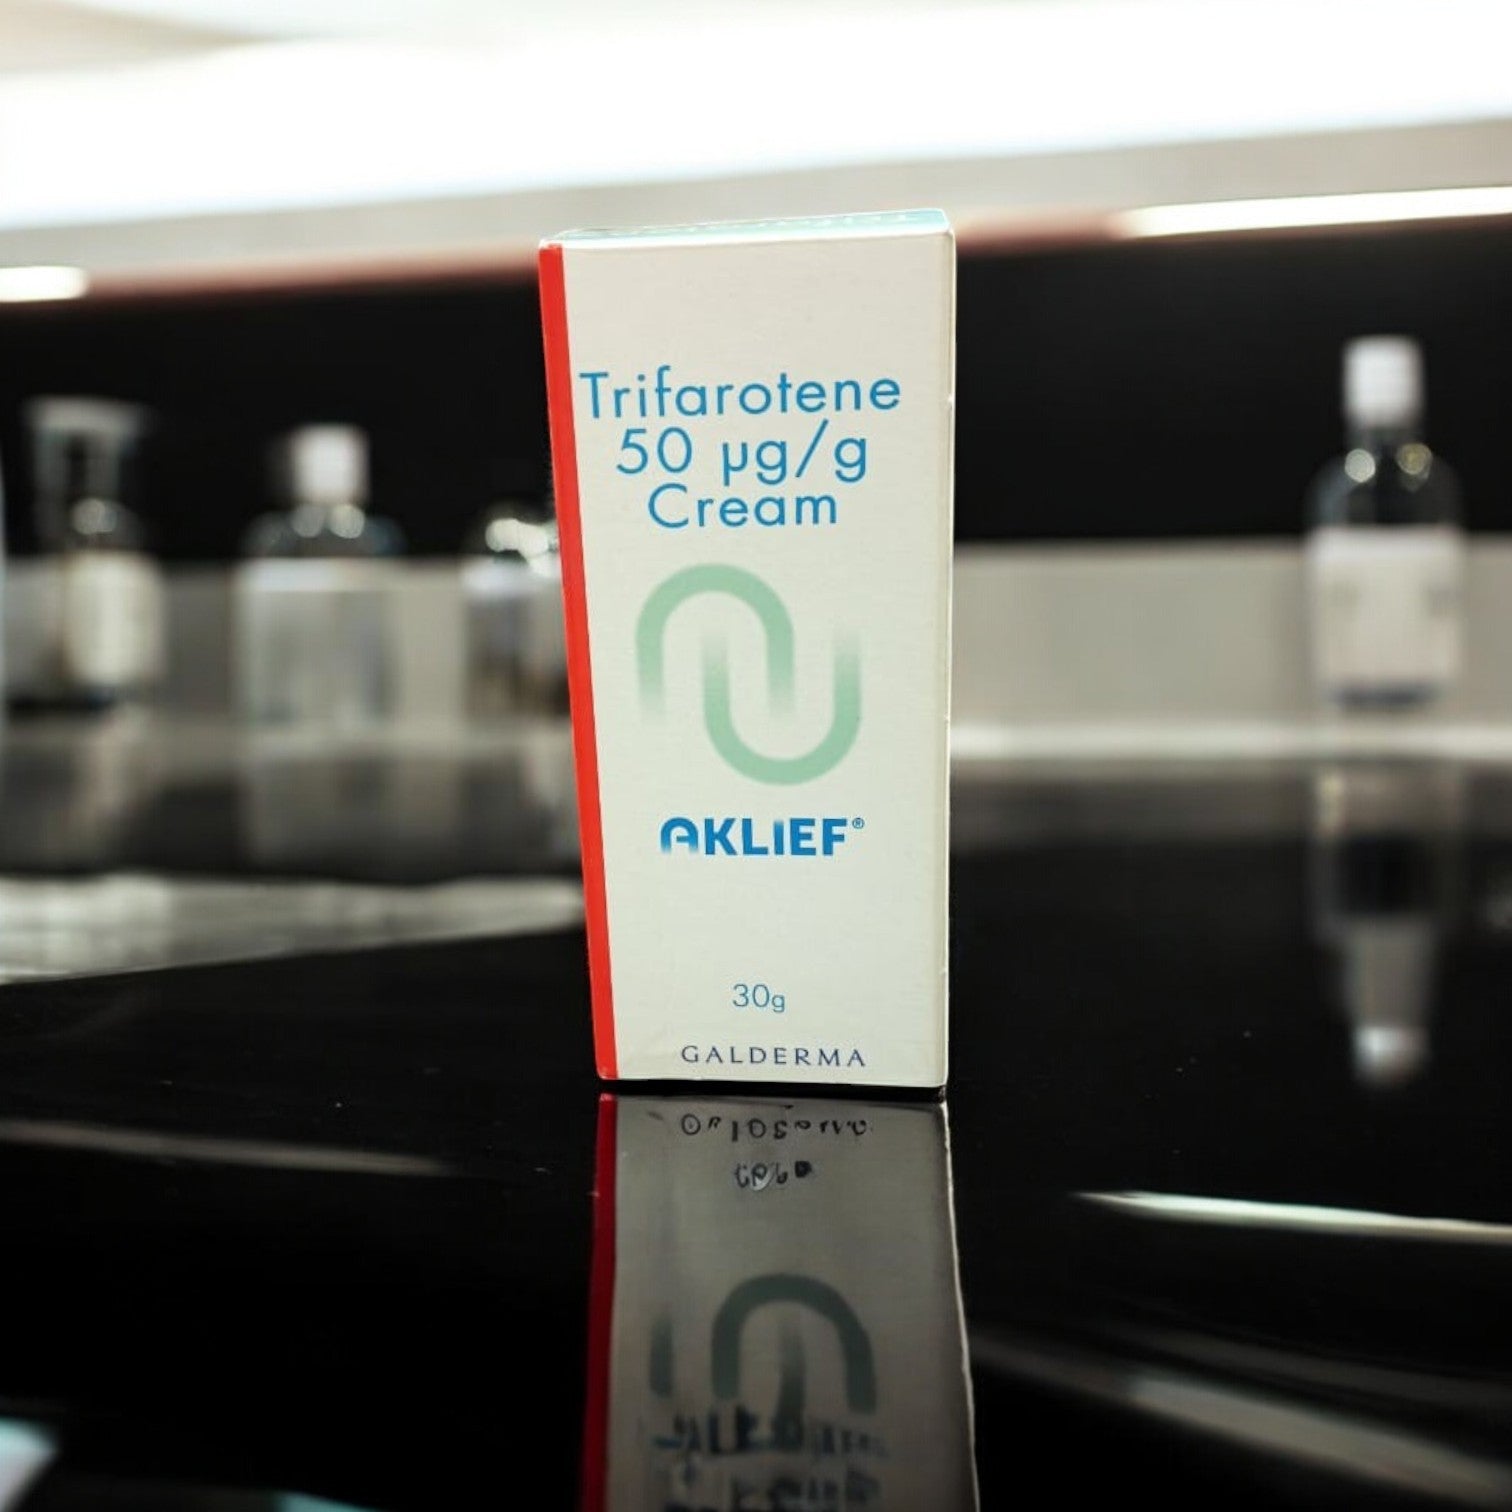 Trifarotene
50 µg/g
Cream
AKLIEF®
30g
GALDERMA